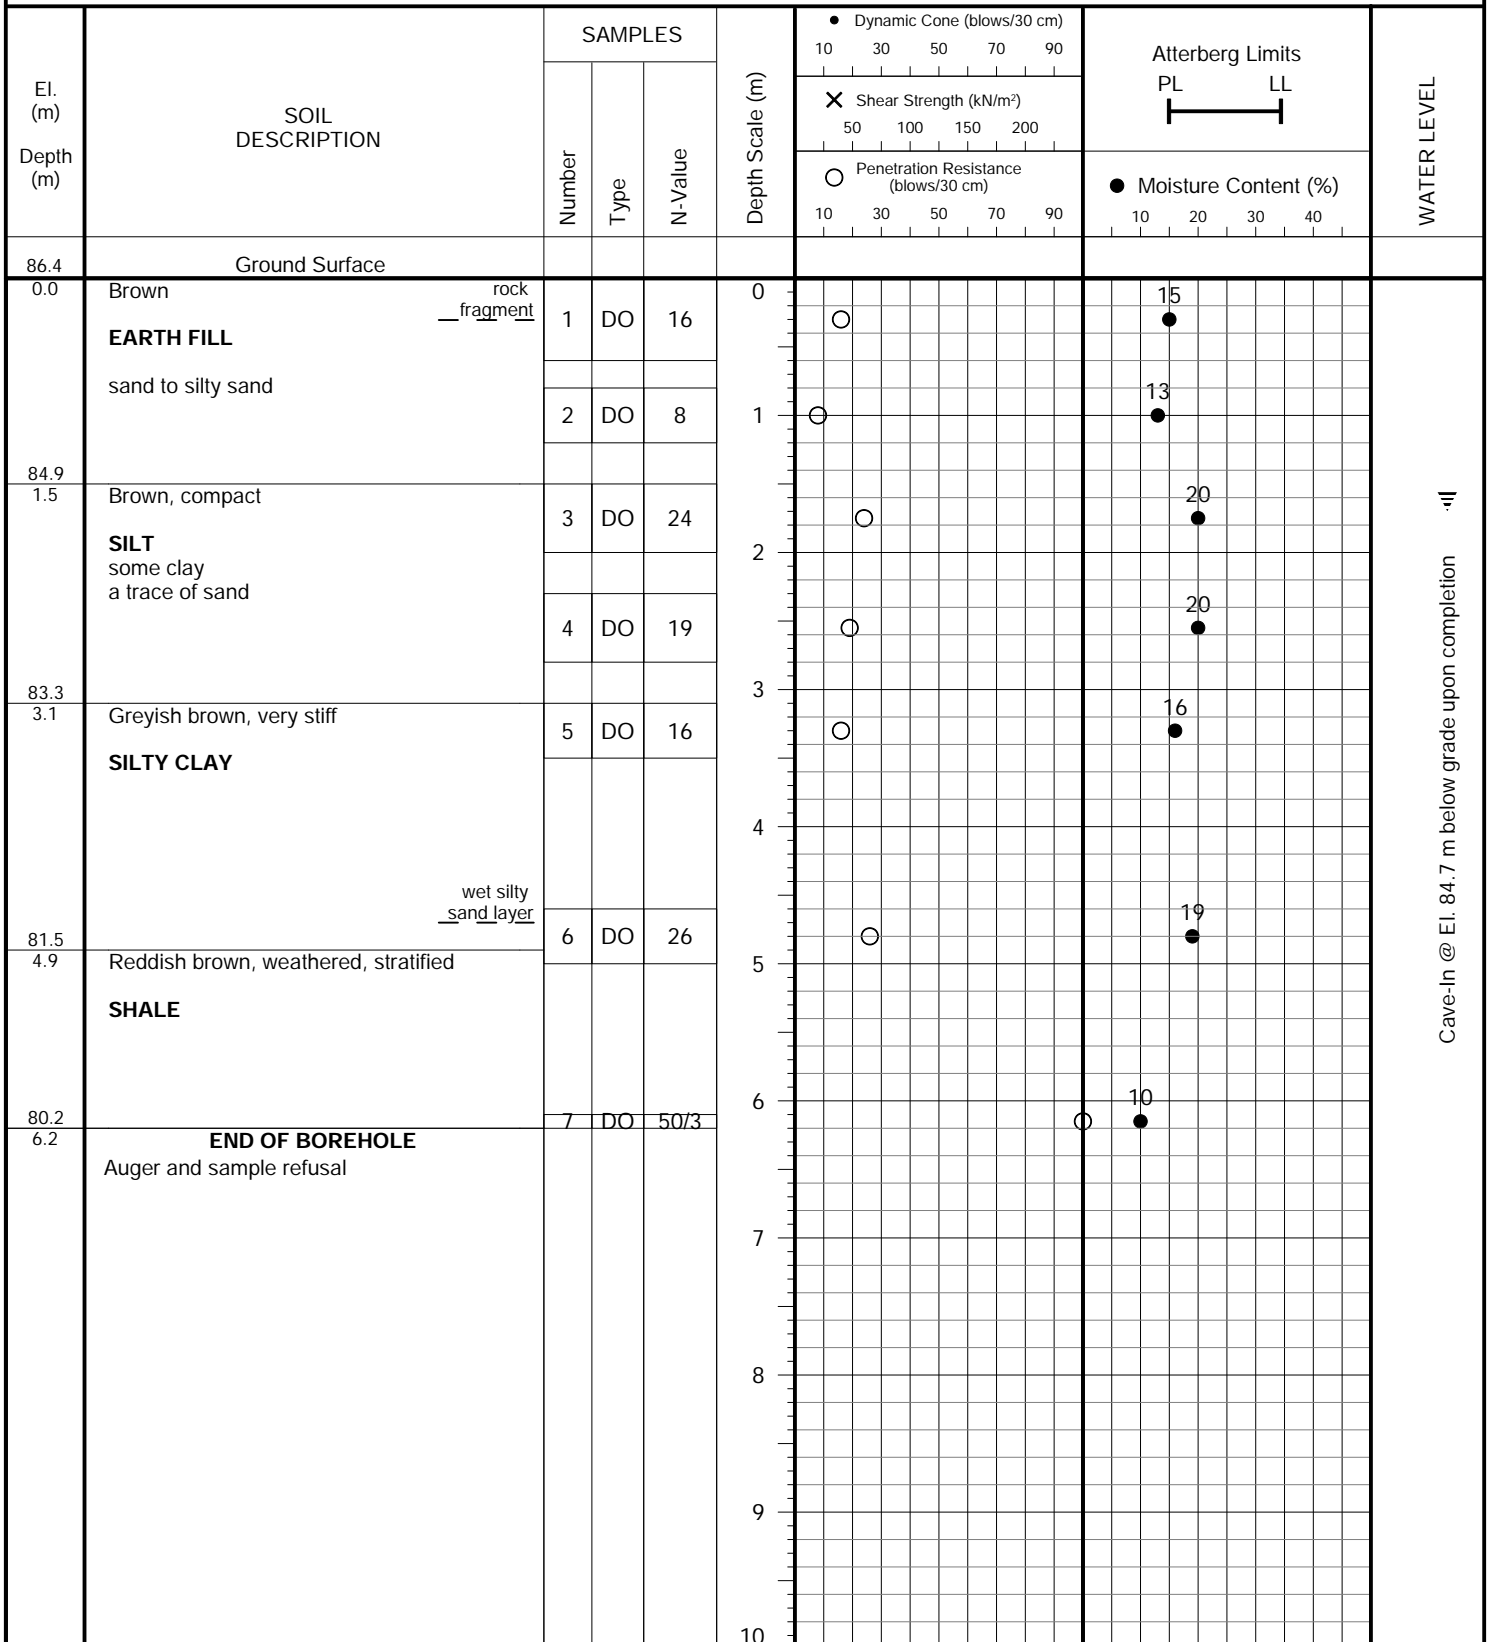 El.
(m)
Depth
(m)
SOIL
DESCRIPTION
SAMPLES
Number
Type
N-Value
Depth Scale (m)
Dynamic Cone (blows/30 cm)
10 30 50 70 90
Shear Strength (kN/m²)
50 100 150 200
Penetration Resistance
(blows/30 cm)
10 30 50 70 90
Atterberg Limits
PL LL
Moisture Content (%)
10 20 30 40
WATER LEVEL
86.4 Ground Surface
0.0 Brown
rock
fragment
EARTH FILL
sand to silty sand
1 DO 16
0
15
2 DO 8
1
13
84.9
1.5 Brown, compact
SILT
some clay
a trace of sand
3 DO 24
20
2
4 DO 19
20
83.3
3
3.1 Greyish brown, very stiff
SILTY CLAY
5 DO 16
16
4
wet silty
sand layer
6 DO 26
19
81.5
4.9 Reddish brown, weathered, stratified
SHALE
5
6
80.2
7 DO 50/3
10
6.2 END OF BOREHOLE
Auger and sample refusal
7
8
9
10
Cave-In @ El. 84.7 m below grade upon completion